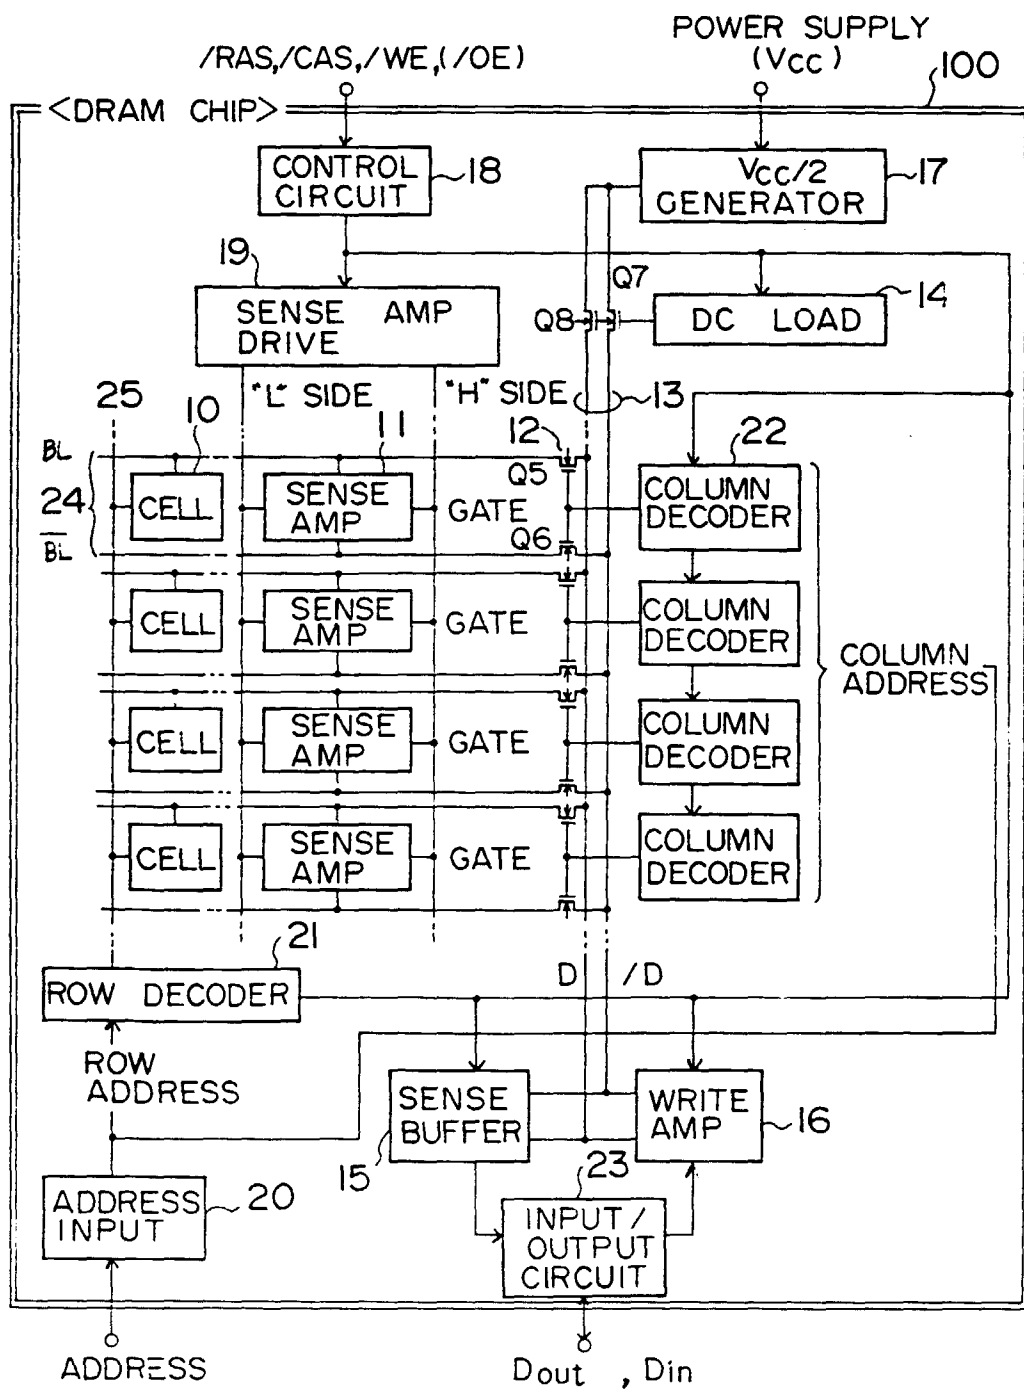 POWER SUPPLY
(Vcc)
/RAS,/CAS,/WE,(/OE)
100
<DRAM CHIP>
CONTROL
CIRCUIT
18
Vcc/2
GENERATOR
17
19
Q7
SENSE AMP
DRIVE
Q8
DC LOAD
14
25
"L" SIDE
"H" SIDE
13
10
11
12
22
BL
24
B̅L̅
CELL
SENSE
AMP
GATE
Q5
Q6
COLUMN
DECODER
CELL
SENSE
AMP
GATE
COLUMN
DECODER
COLUMN
ADDRESS
CELL
SENSE
AMP
GATE
COLUMN
DECODER
CELL
SENSE
AMP
GATE
COLUMN
DECODER
21
ROW DECODER
D /D
ROW
ADDRESS
SENSE
BUFFER
15
WRITE
AMP
16
23
ADDRESS
INPUT
20
INPUT/
OUTPUT
CIRCUIT
ADDRESS
Dout , Din